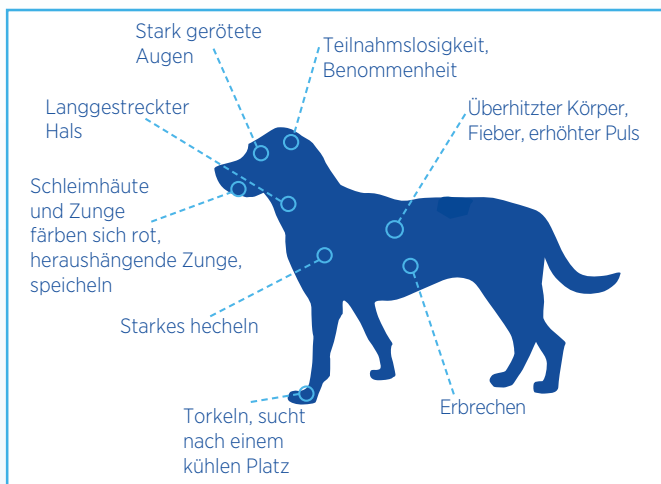 Stark gerötete
Augen
Teilnahmslosigkeit,
Benommenheit
Langgestreckter
Hals
Überhitzter Körper,
Fieber, erhöhter Puls
Schleimhäute
und Zunge
färben sich rot,
heraushängende Zunge,
speicheln
Starkes hecheln
Torkeln, sucht
nach einem
kühlen Platz
Erbrechen